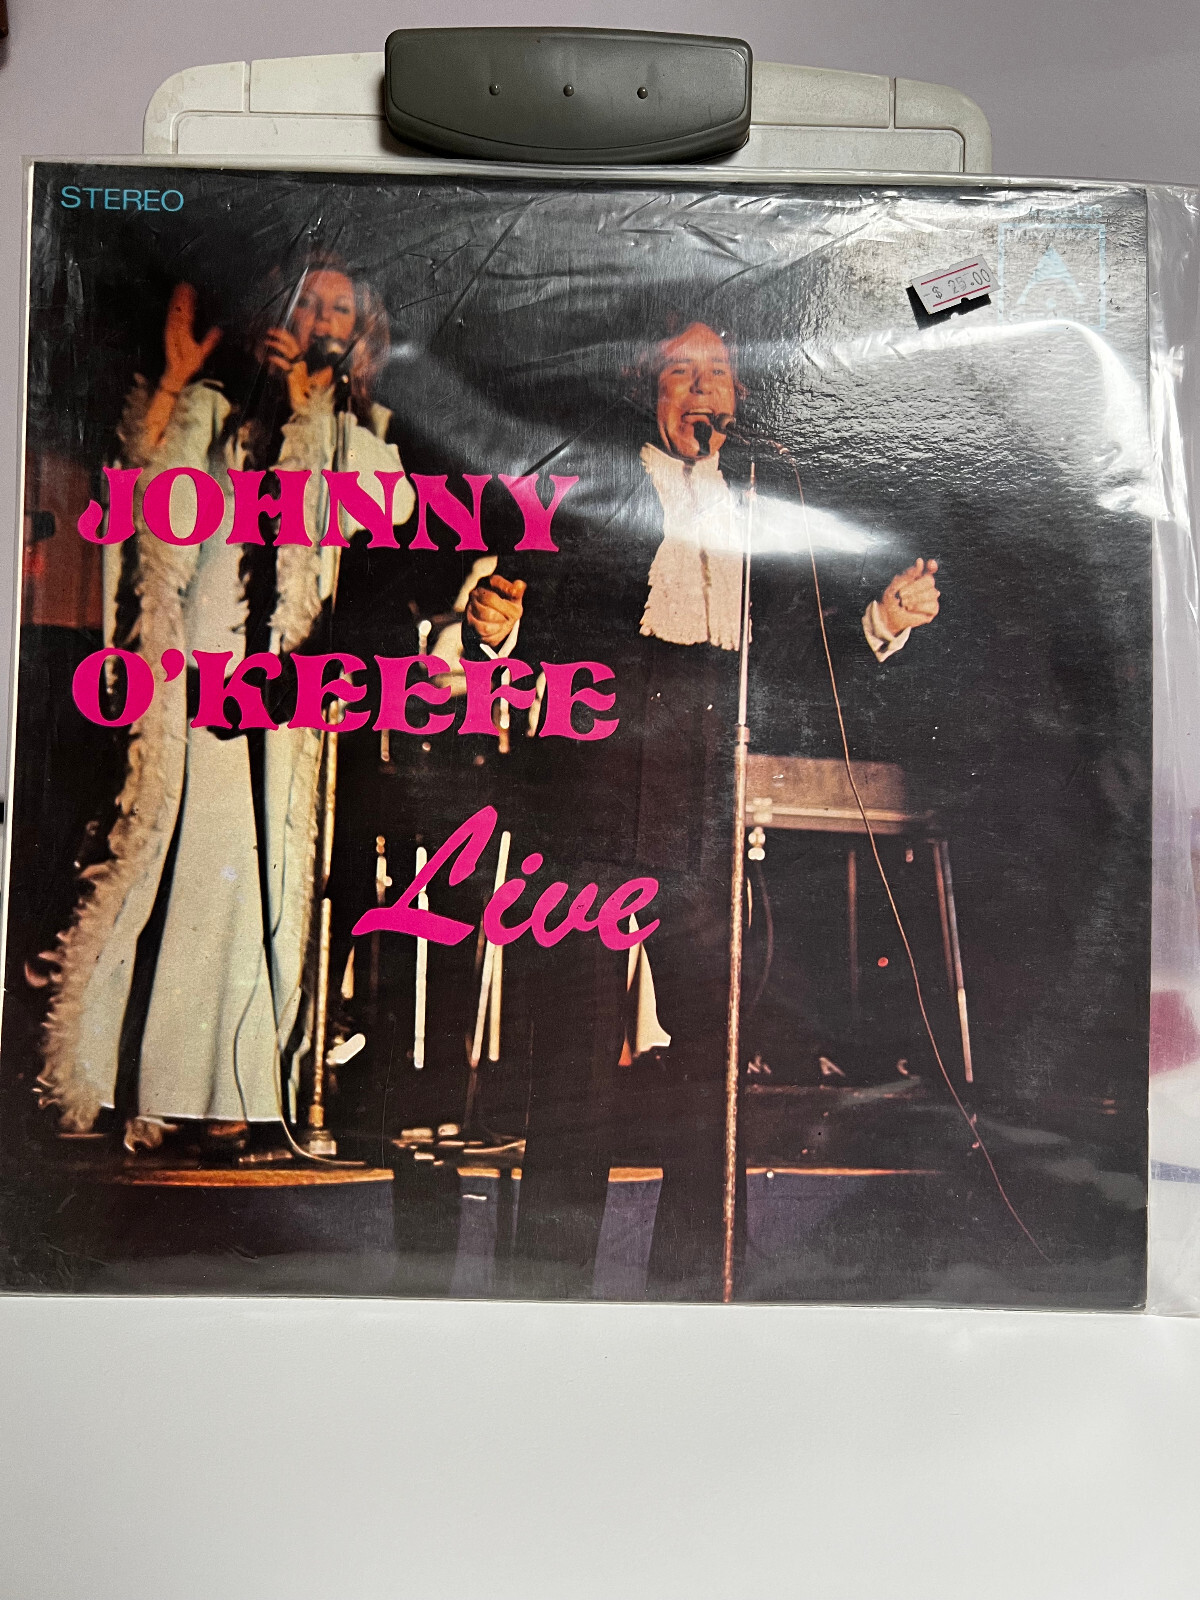 STEREO
$ 25.00
JOHNNY
O'KEEFE
Live